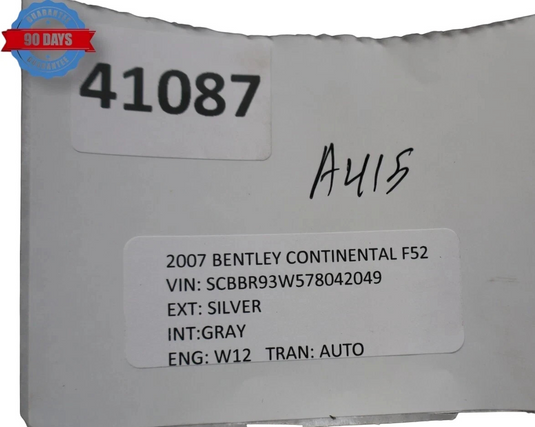 90 DAYS
41087
A415
2007 BENTLEY CONTINENTAL F52
VIN: SCBBR93W578042049
EXT: SILVER
INT:GRAY
ENG: W12 TRAN: AUTO